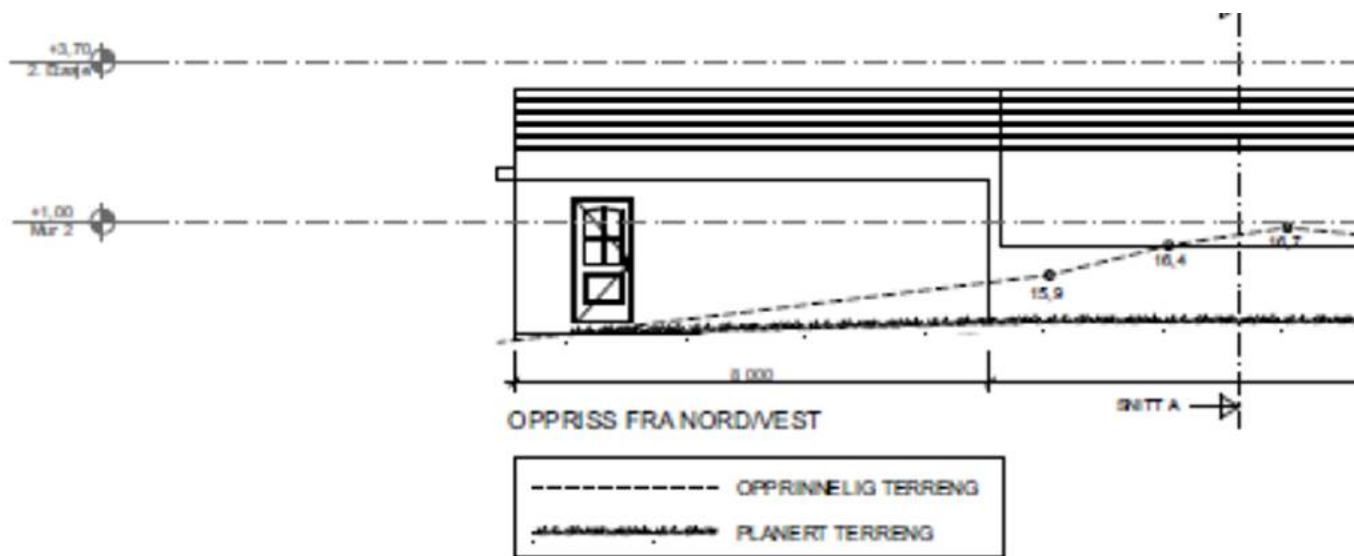 +3,70
2. Etasje
+1,00
Mur 2
15,9
16,4
16,7
8 000
SNITT A
OPPRISS FRA NORD/VEST
OPPRINNELIG TERRENG
PLANERT TERRENG